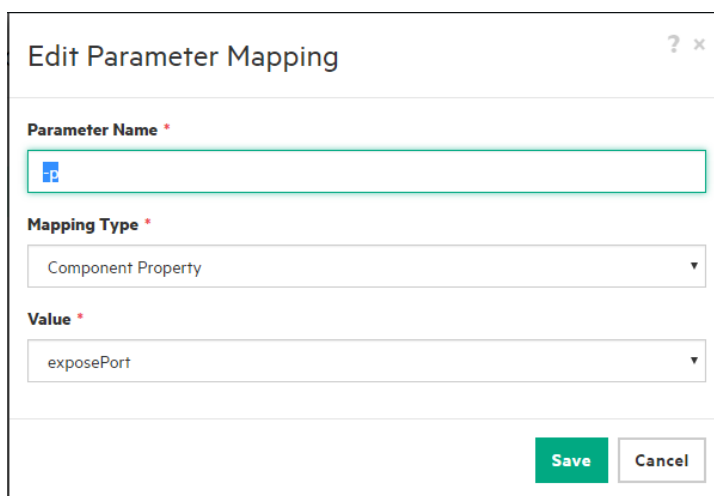 Edit Parameter Mapping ? ×
Parameter Name *
-p
Mapping Type *
Component Property
Value *
exposePort
Save Cancel